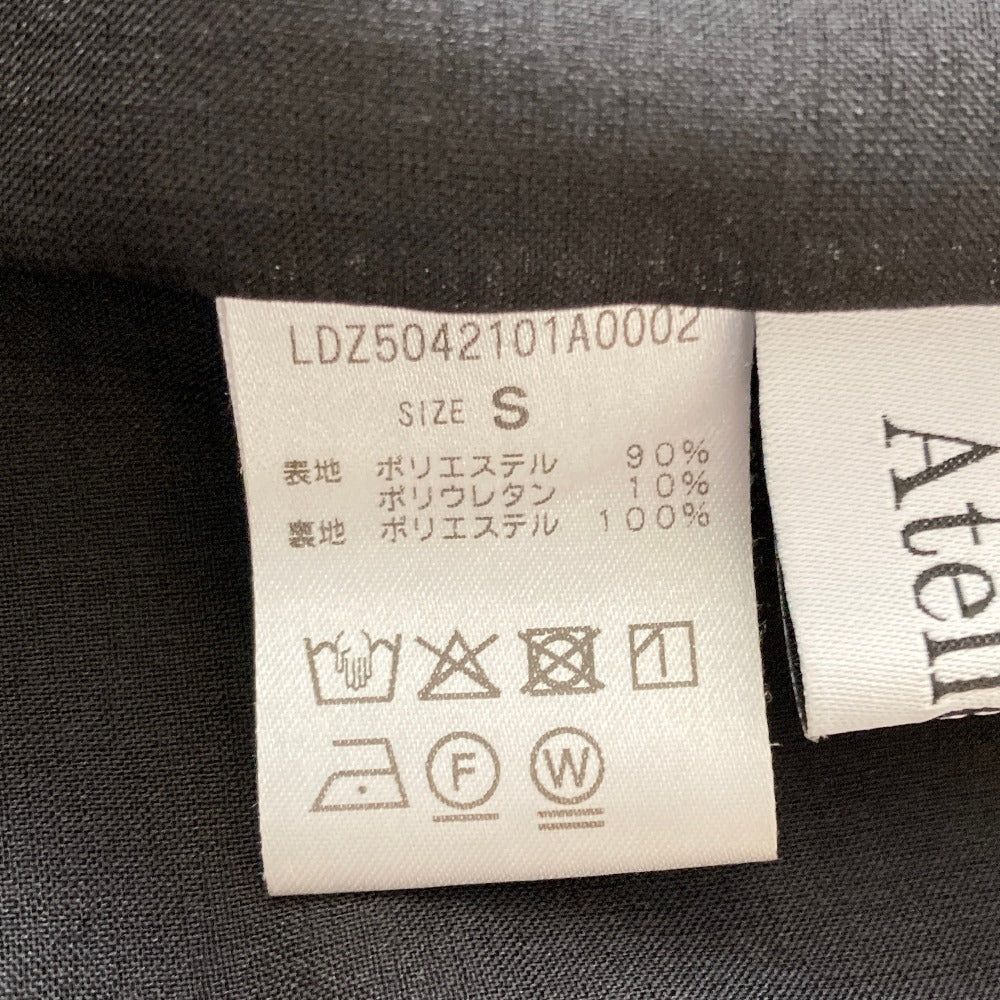 LDZ5042101A0002
SIZE S
表地 ポリエステル 90%
ポリウレタン 10%
裏地 ポリエステル 100%
1
F
W